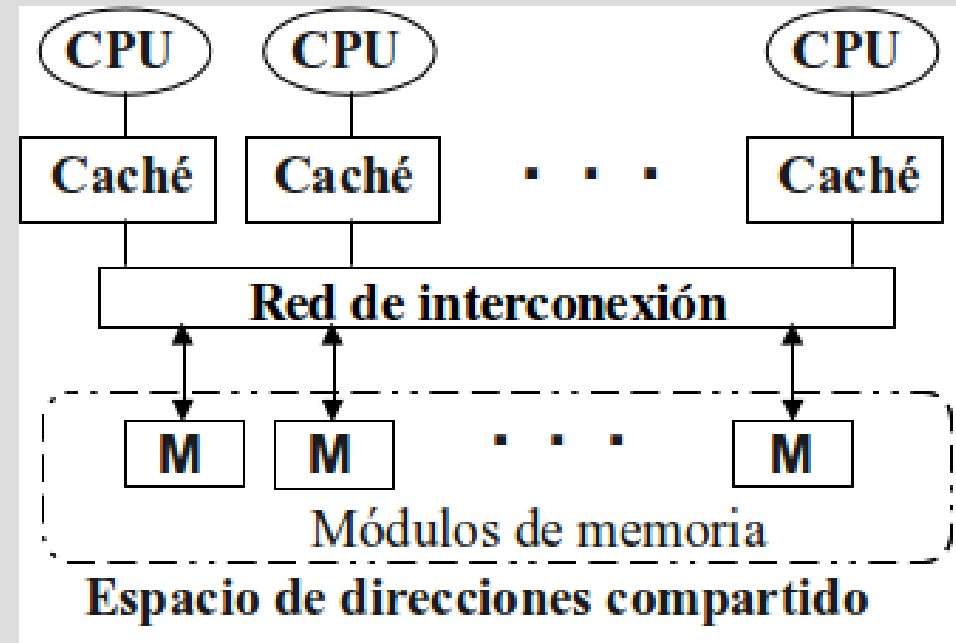 CPU CPU CPU
Caché Caché . . . Caché
Red de interconexión
M M . . . M
Módulos de memoria
Espacio de direcciones compartido